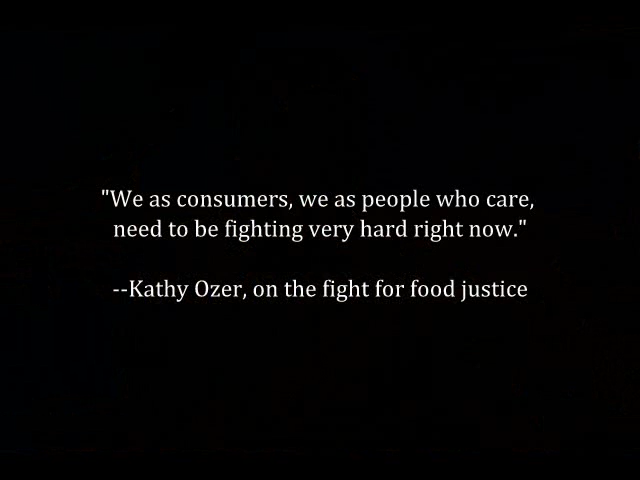 "We as consumers, we as people who care,
need to be fighting very hard right now."
--Kathy Ozer, on the fight for food justice